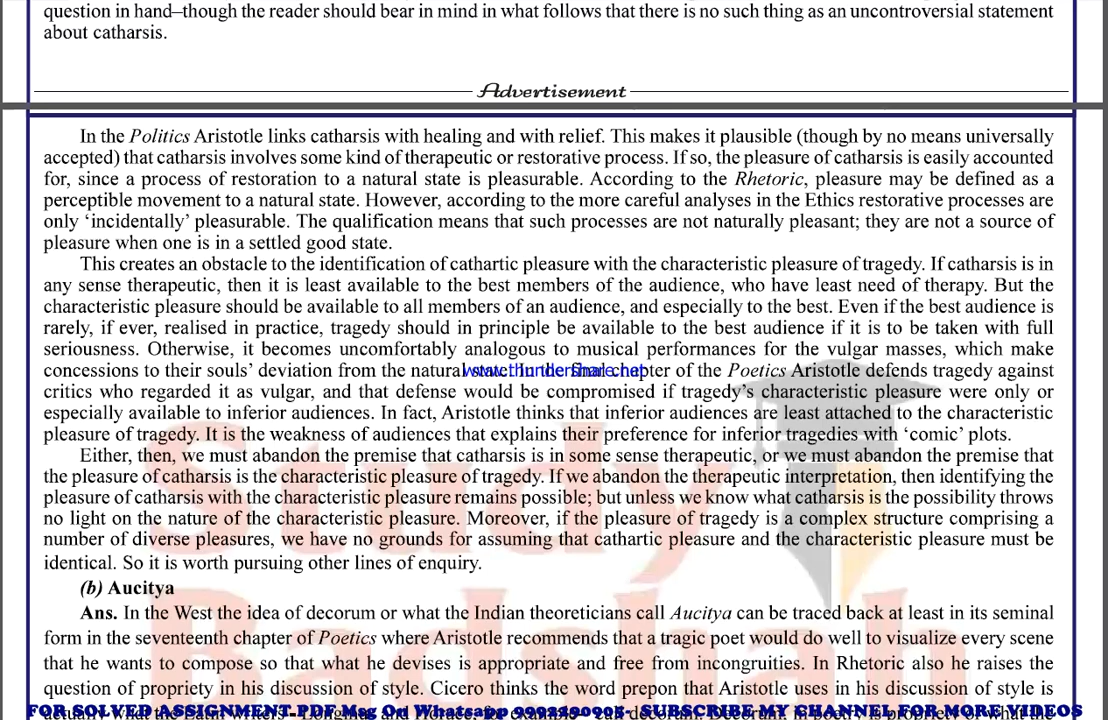 question in hand–though the reader should bear in mind in what follows that there is no such thing as an uncontroversial statement
about catharsis.
Advertisement
In the Politics Aristotle links catharsis with healing and with relief. This makes it plausible (though by no means universally
accepted) that catharsis involves some kind of therapeutic or restorative process. If so, the pleasure of catharsis is easily accounted
for, since a process of restoration to a natural state is pleasurable. According to the Rhetoric, pleasure may be defined as a
perceptible movement to a natural state. However, according to the more careful analyses in the Ethics restorative processes are
only ‘incidentally’ pleasurable. The qualification means that such processes are not naturally pleasant; they are not a source of
pleasure when one is in a settled good state.
This creates an obstacle to the identification of cathartic pleasure with the characteristic pleasure of tragedy. If catharsis is in
any sense therapeutic, then it is least available to the best members of the audience, who have least need of therapy. But the
characteristic pleasure should be available to all members of an audience, and especially to the best. Even if the best audience is
rarely, if ever, realised in practice, tragedy should in principle be available to the best audience if it is to be taken with full
seriousness. Otherwise, it becomes uncomfortably analogous to musical performances for the vulgar masses, which make
concessions to their souls’ deviation from the natural chapter of the Poetics Aristotle defends tragedy against
critics who regarded it as vulgar, and that defense would be compromised if tragedy’s characteristic pleasure were only or
especially available to inferior audiences. In fact, Aristotle thinks that inferior audiences are least attached to the characteristic
pleasure of tragedy. It is the weakness of audiences that explains their preference for inferior tragedies with ‘comic’ plots.
Either, then, we must abandon the premise that catharsis is in some sense therapeutic, or we must abandon the premise that
the pleasure of catharsis is the characteristic pleasure of tragedy. If we abandon the therapeutic interpretation, then identifying the
pleasure of catharsis with the characteristic pleasure remains possible; but unless we know what catharsis is the possibility throws
no light on the nature of the characteristic pleasure. Moreover, if the pleasure of tragedy is a complex structure comprising a
number of diverse pleasures, we have no grounds for assuming that cathartic pleasure and the characteristic pleasure must be
identical. So it is worth pursuing other lines of enquiry.
(b) Aucitya
Ans. In the West the idea of decorum or what the Indian theoreticians call Aucitya can be traced back at least in its seminal
form in the seventeenth chapter of Poetics where Aristotle recommends that a tragic poet would do well to visualize every scene
that he wants to compose so that what he devises is appropriate and free from incongruities. In Rhetoric also he raises the
question of propriety in his discussion of style. Cicero thinks the word prepon that Aristotle uses in his discussion of style is
FOR SOLVED ASSIGNMENT PDF Msg On Whatsapp 9992490905- SUBSCRIBE MY CHANNEL FOR MORE VIDEOS
Study
Badshah